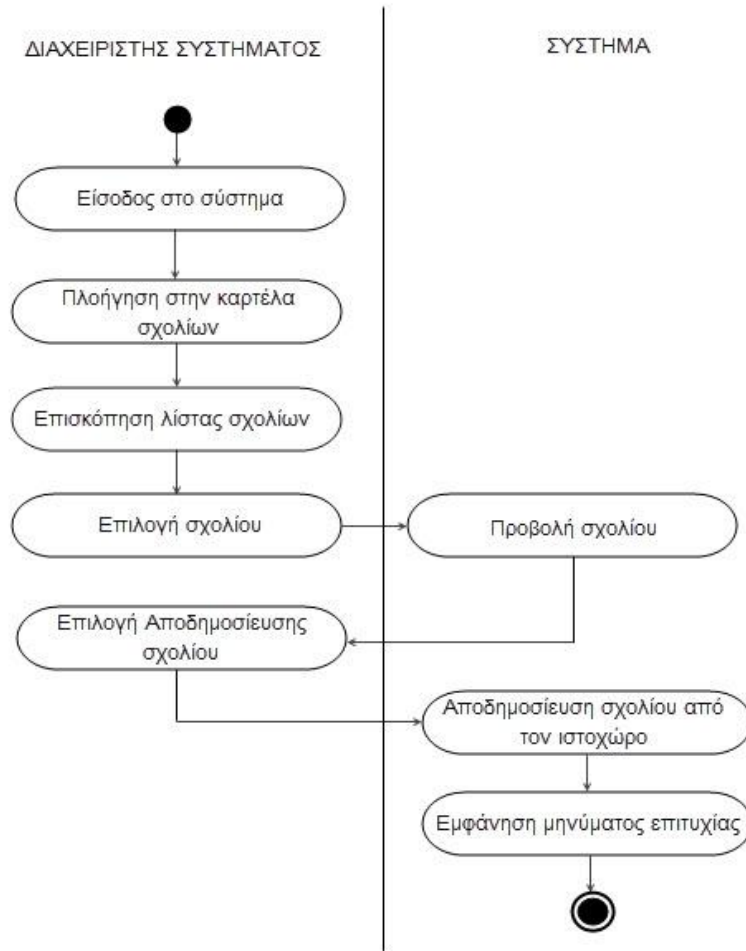 ΔΙΑΧΕΙΡΙΣΤΗΣ ΣΥΣΤΗΜΑΤΟΣ
ΣΥΣΤΗΜΑ
Είσοδος στο σύστημα
Πλοήγηση στην καρτέλα
σχολίων
Επισκόπηση λίστας σχολίων
Επιλογή σχολίου
Προβολή σχολίου
Επιλογή Αποδημοσίευσης
σχολίου
Αποδημοσίευση σχολίου από
τον ιστοχώρο
Εμφάνηση μηνύματος επιτυχίας